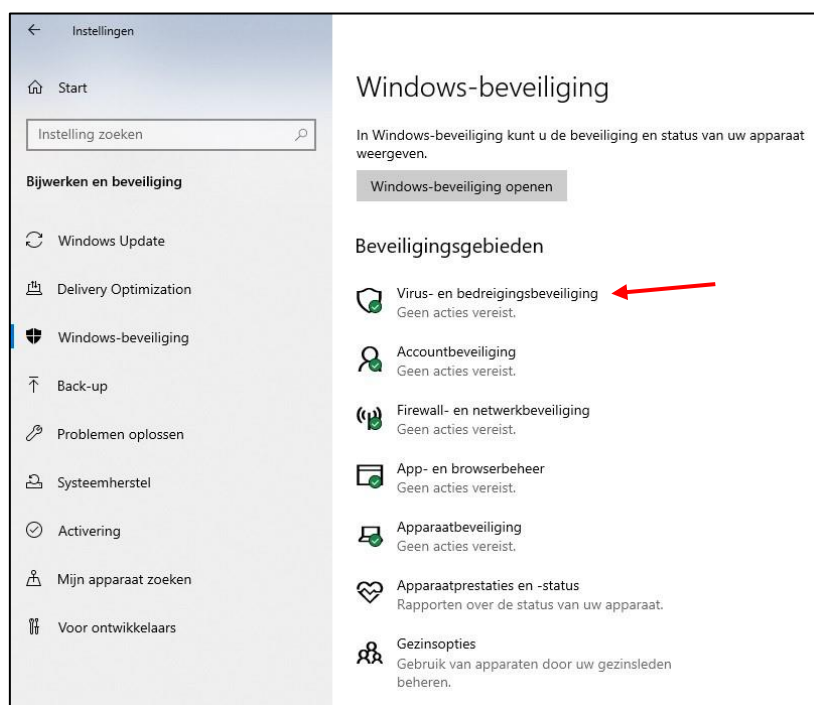 Instellingen
Start
Instelling zoeken
Bijwerken en beveiliging
Windows Update
Delivery Optimization
Windows-beveiliging
Back-up
Problemen oplossen
Systeemherstel
Activering
Mijn apparaat zoeken
Voor ontwikkelaars
Windows-beveiliging
In Windows-beveiliging kunt u de beveiliging en status van uw apparaat
weergeven.
Windows-beveiliging openen
Beveiligingsgebieden
Virus- en bedreigingsbeveiliging
Geen acties vereist.
Accountbeveiliging
Geen acties vereist.
Firewall- en netwerkbeveiliging
Geen acties vereist.
App- en browserbeheer
Geen acties vereist.
Apparaatbeveiliging
Geen acties vereist.
Apparaatprestaties en -status
Rapporten over de status van uw apparaat.
Gezinsopties
Gebruik van apparaten door uw gezinsleden
beheren.